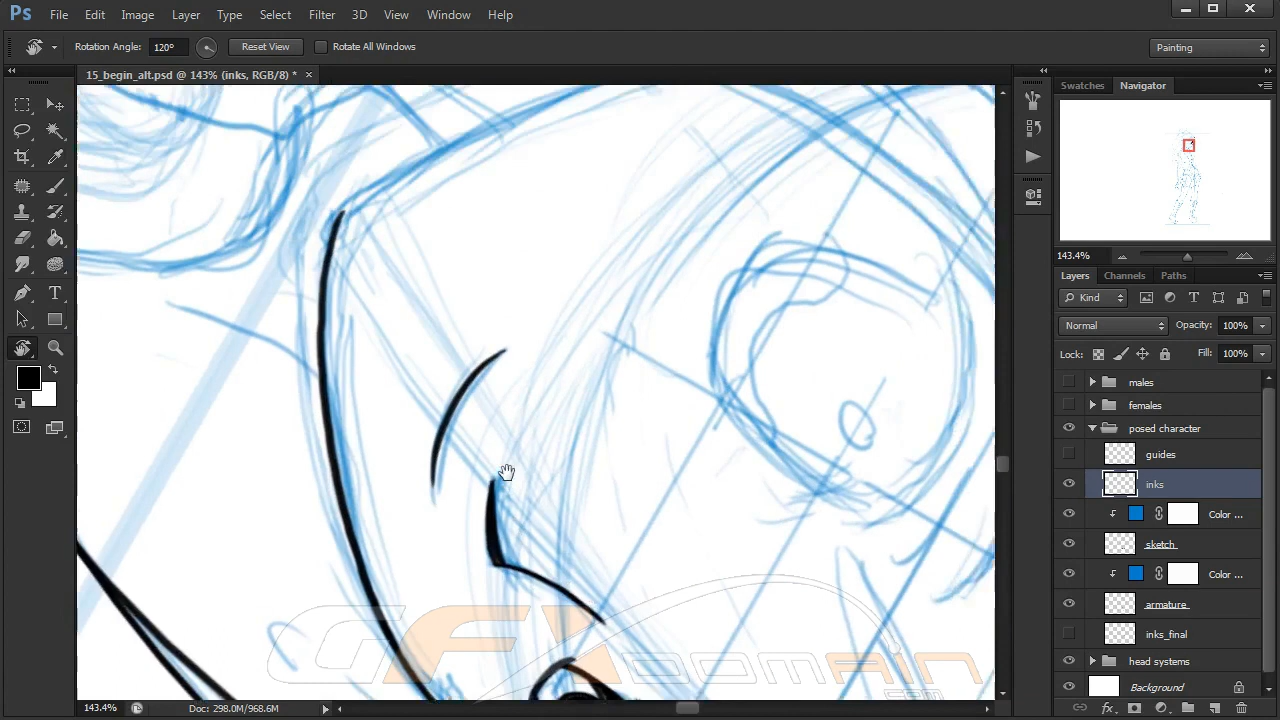 Ps File Edit Image Layer Type Select Filter 3D View Window Help
Rotation Angle: 120° Reset View Rotate All Windows Painting
15_begin_alt.psd @ 143% (inks, RGB/8) *
Swatches Navigator
143.4%
Layers Channels Paths
Kind
Normal Opacity: 100%
Lock: Fill: 100%
males
females
posed character
guides
inks
Color ...
sketch
Color ...
armature
inks_final
head systems
Background
GFXDOMAIN
.com
143.4% Doc: 298.0M/968.6M